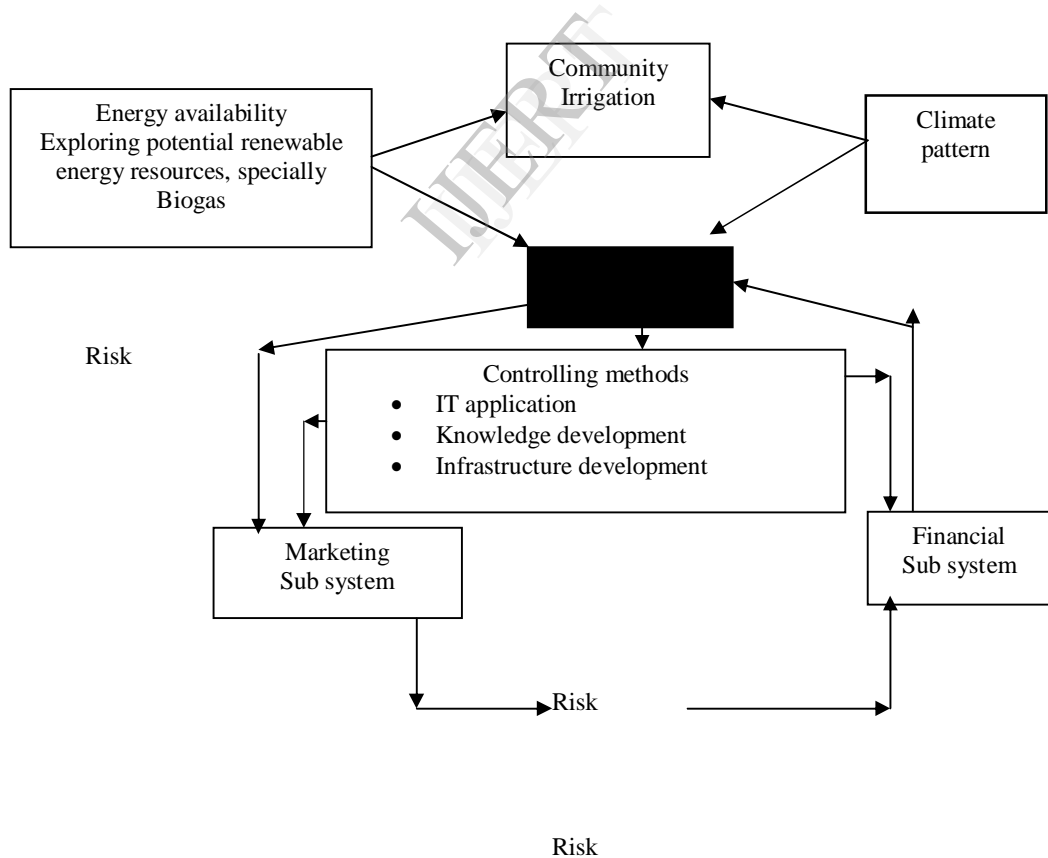 Community
Irrigation
Energy availability
Exploring potential renewable
energy resources, specially
Biogas
Climate
pattern
IJERT
Risk
Controlling methods
• IT application
• Knowledge development
• Infrastructure development
Marketing
Sub system
Financial
Sub system
Risk
Risk